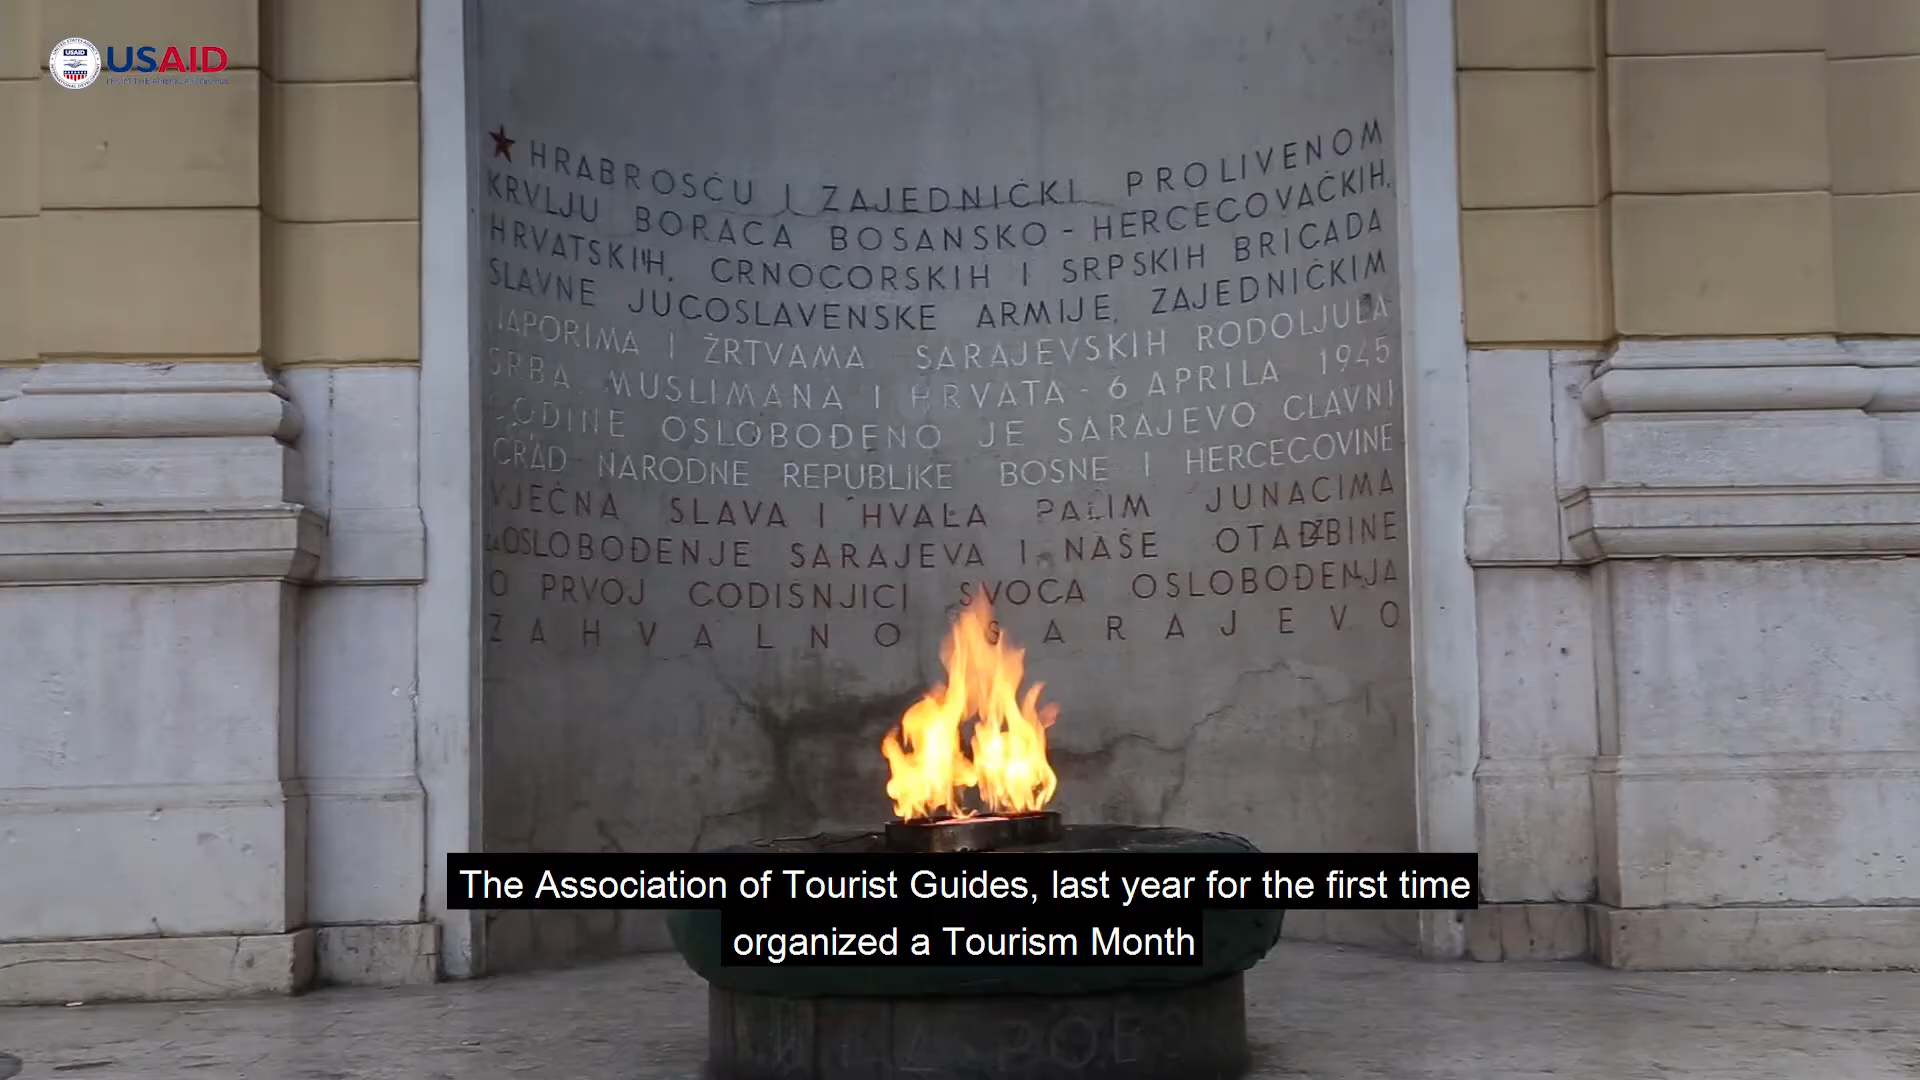 USAID
★ HRABROSĆU I ZAJEDNIČKI PROLIVENOM
KRVLJU BORACA BOSANSKO-HERCEGOVAČKIH,
HRVATSKIH, CRNOGORSKIH I SRPSKIH BRIGADA
SLAVNE JUGOSLAVENSKE ARMIJE, ZAJEDNIČKIM
NAPORIMA I ŽRTVAMA SARAJEVSKIH RODOLJUBA
SRBA, MUSLIMANA I HRVATA - 6 APRILA 1945
GODINE OSLOBOĐENO JE SARAJEVO GLAVNI
GRAD NARODNE REPUBLIKE BOSNE I HERCEGOVINE
VJEČNA SLAVA I HVALA PALIM JUNACIMA
ZA OSLOBOĐENJE SARAJEVA I NAŠE OTADŽBINE
O PRVOJ GODIŠNJICI SVOGA OSLOBOĐENJA
ZAHVALNO SARAJEVO
The Association of Tourist Guides, last year for the first time
organized a Tourism Month